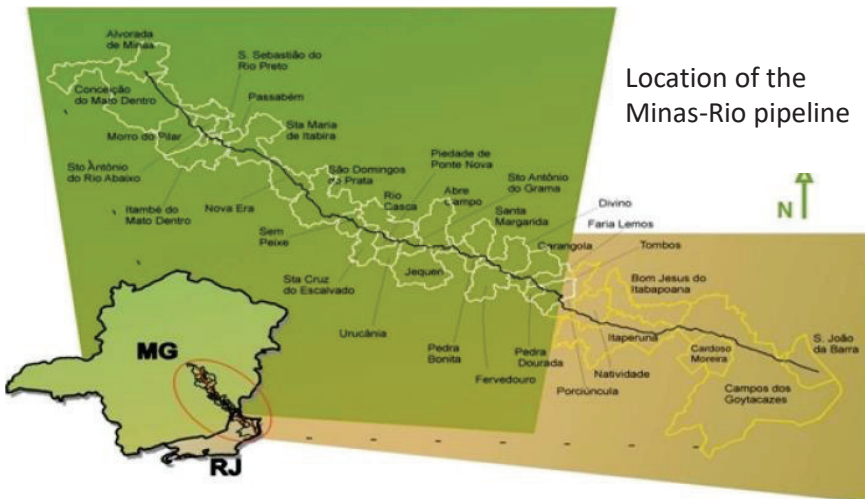 Location of the
Minas-Rio pipeline
N
Alvorada
de Minas
S. Sebastião do
Rio Preto
Conceição
do Mato Dentro
Passabém
Morro do Pilar
Sta Maria
de Itabira
Sto Antônio
do Rio Abaixo
São Domingos
do Prata
Piedade de
Ponte Nova
Itambé do
Mato Dentro
Nova Era
Rio
Casca
Abre
Campo
Sto Antônio
do Grama
Santa
Margarida
Divino
Faria Lemos
Sem
Peixe
Carangola
Tombos
Sta Cruz
do Escalvado
Jequeri
Bom Jesus do
Itabapoana
Urucânia
Pedra
Bonita
Fervedouro
Pedra
Dourada
Porciúncula
Natividade
Itaperuna
Cardoso
Moreira
S. João
da Barra
Campos dos
Goytacazes
MG
RJ